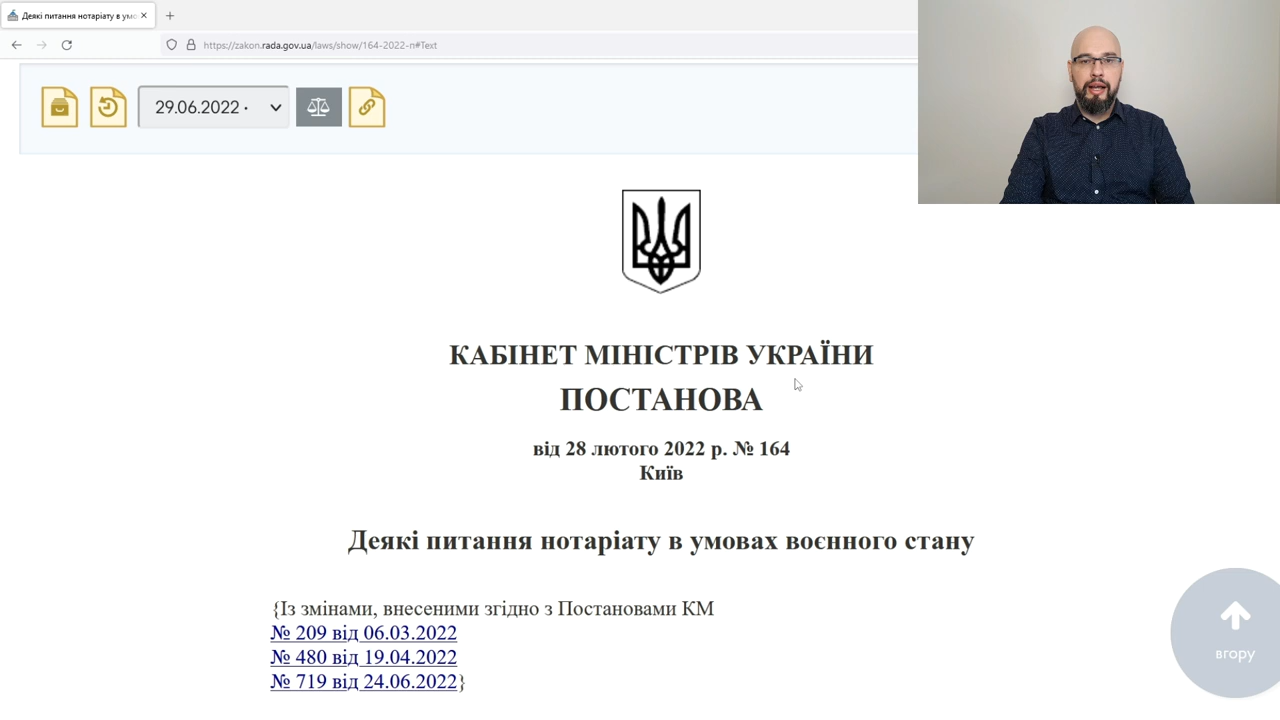 Деякі питання нотаріату в умо
https://zakon.rada.gov.ua/laws/show/164-2022-п#Text
29.06.2022 ·
КАБІНЕТ МІНІСТРІВ УКРАЇНИ
ПОСТАНОВА
від 28 лютого 2022 р. № 164
Київ
Деякі питання нотаріату в умовах воєнного стану
{Із змінами, внесеними згідно з Постановами КМ
№ 209 від 06.03.2022
№ 480 від 19.04.2022
№ 719 від 24.06.2022}
вгору